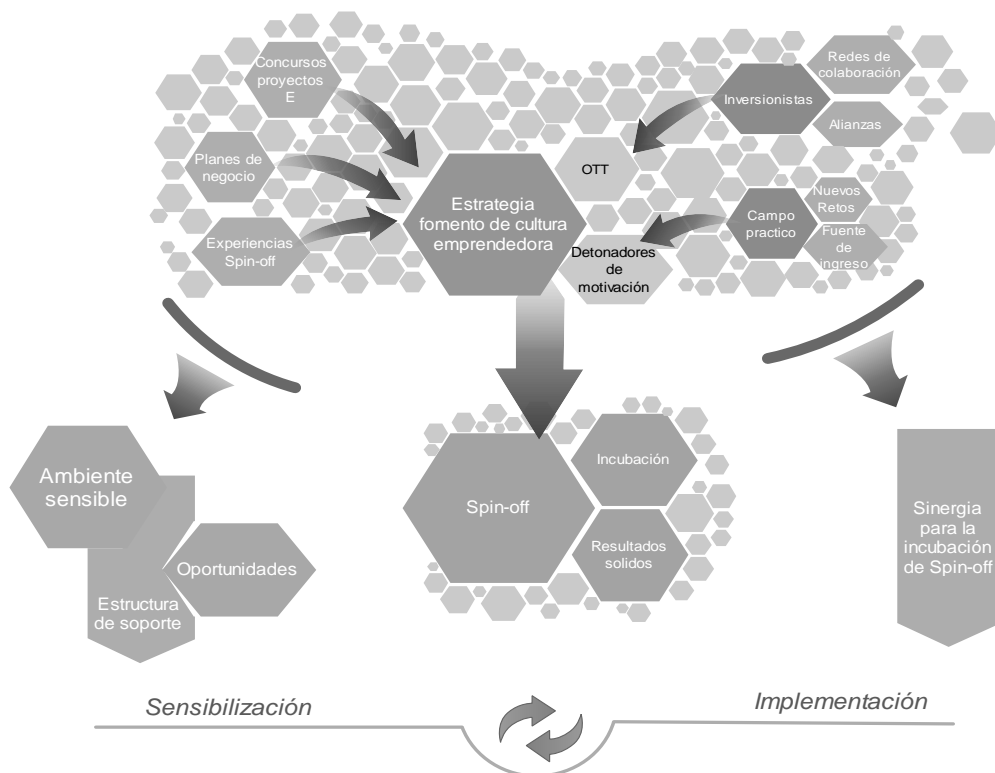 Concursos
proyectos
E
Planes de
negocio
Experiencias
Spin-off
Estrategia
fomento de cultura
emprendedora
OTT
Detonadores
de
motivación
Inversionistas
Redes de
colaboración
Alianzas
Campo
practico
Nuevos
Retos
Fuente
de
ingreso
Ambiente
sensible
Oportunidades
Estructura
de soporte
Spin-off
Incubación
Resultados
solidos
Sinergia
para la
incubación
de Spin-off
Sensibilización
Implementación